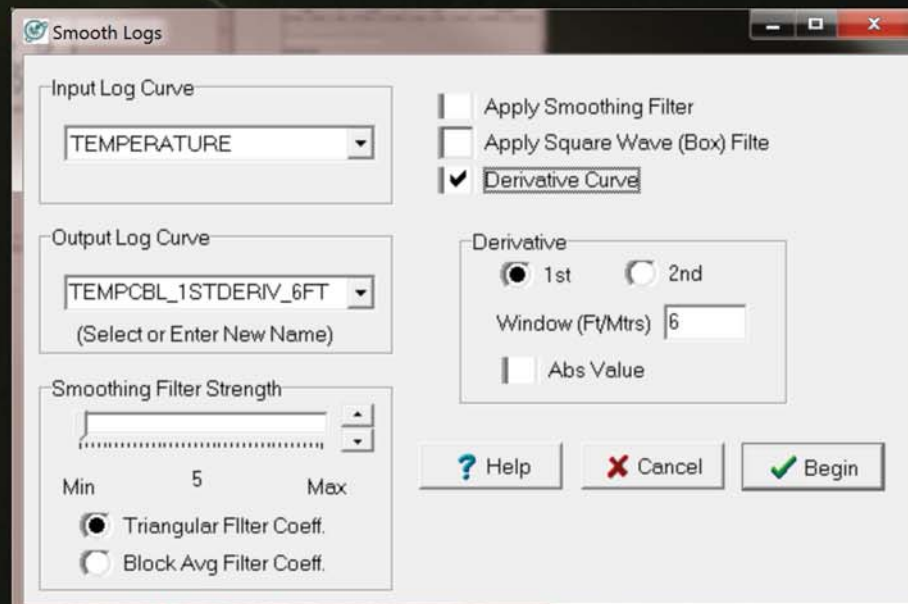 Smooth Logs
Input Log Curve
TEMPERATURE
Apply Smoothing Filter
Apply Square Wave (Box) Filte
Derivative Curve
Output Log Curve
TEMPCBL_1STDERIV_6FT
(Select or Enter New Name)
Derivative
1st 2nd
Window (Ft/Mtrs) 6
Abs Value
Smoothing Filter Strength
Min 5 Max
Triangular FIlter Coeff.
Block Avg Filter Coeff.
? Help
Cancel
Begin